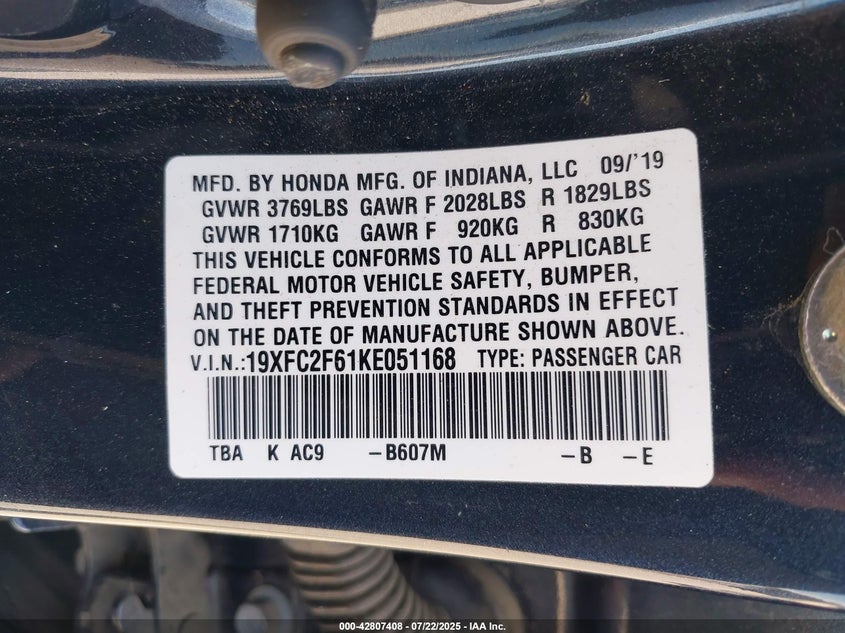 MFD. BY HONDA MFG. OF INDIANA, LLC 09/'19
GVWR 3769LBS GAWR F 2028LBS R 1829LBS
GVWR 1710KG GAWR F 920KG R 830KG
THIS VEHICLE CONFORMS TO ALL APPLICABLE
FEDERAL MOTOR VEHICLE SAFETY, BUMPER,
AND THEFT PREVENTION STANDARDS IN EFFECT
ON THE DATE OF MANUFACTURE SHOWN ABOVE.
V.I.N.:19XFC2F61KE051168 TYPE: PASSENGER CAR
TBA K AC9 –B607M –B –E
000-42807408 - 07/22/2025 - IAA Inc.